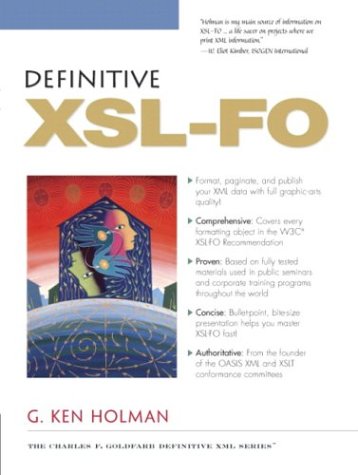 "Holman is my main source of information on
XSL-FO ... a life saver on projects where we
print XML information."
—W. Eliot Kimber, ISOGEN International
DEFINITIVE
XSL-FO
Format, paginate, and publish
your XML data with full graphic-arts
quality!
Comprehensive: Covers every
formatting object in the W3C®
XSL-FO Recommendation
Proven: Based on fully tested
materials used in public seminars
and corporate training programs
throughout the world
Concise: Bullet-point, bite-size
presentation helps you master
XSL-FO fast!
Authoritative: From the founder
of the OASIS XML and XSLT
conformance committees
G. KEN HOLMAN
THE CHARLES F. GOLDFARB DEFINITIVE XML SERIES™